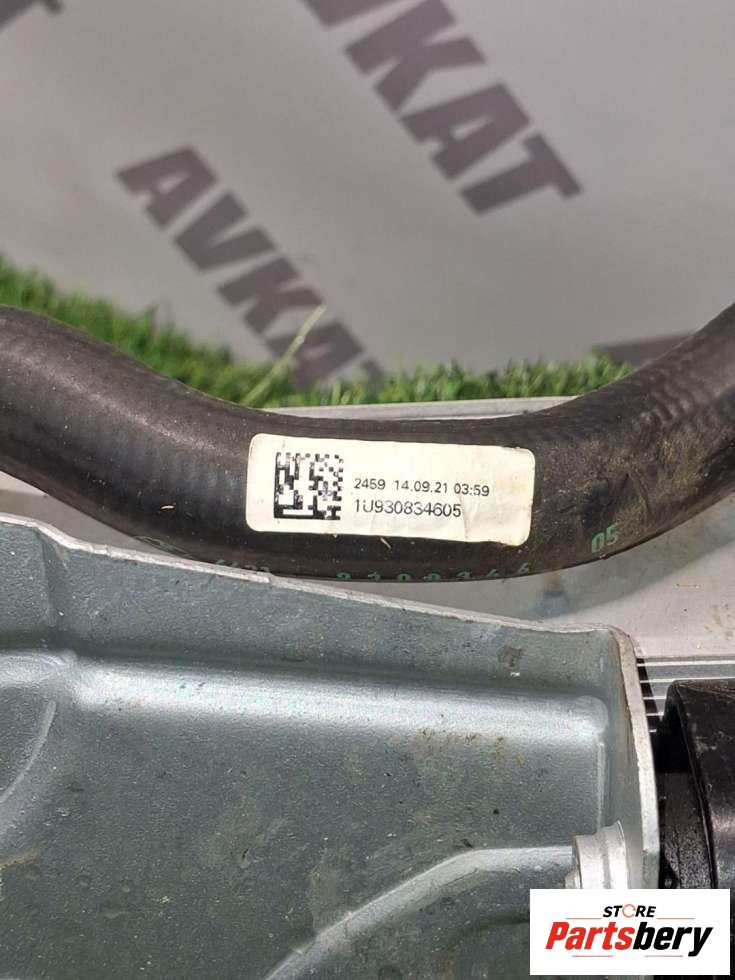 AVKAT
AVKAT
2459 14.09.21 03:59
1U930834605
05
STORE
Partsbery